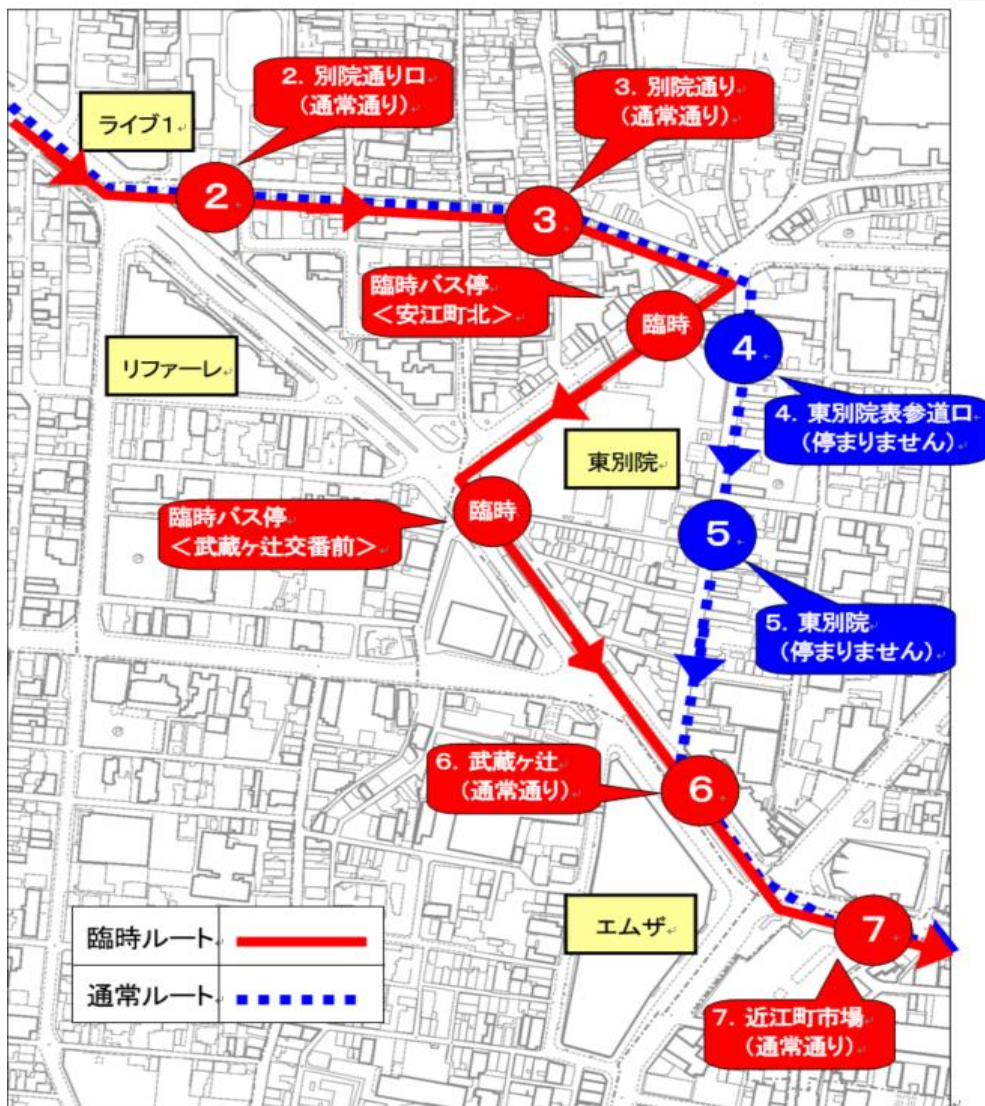 2. 別院通り口
(通常通り)
3. 別院通り
(通常通り)
ライブ1
2
3
臨時バス停
<安江町北>
臨時
4
リファーレ
4. 東別院表参道口
(停まりません)
東別院
臨時バス停
<武蔵ヶ辻交番前>
臨時
5
5. 東別院
(停まりません)
6. 武蔵ヶ辻
(通常通り)
6
エムザ
7
臨時ルート
通常ルート
7. 近江町市場
(通常通り)